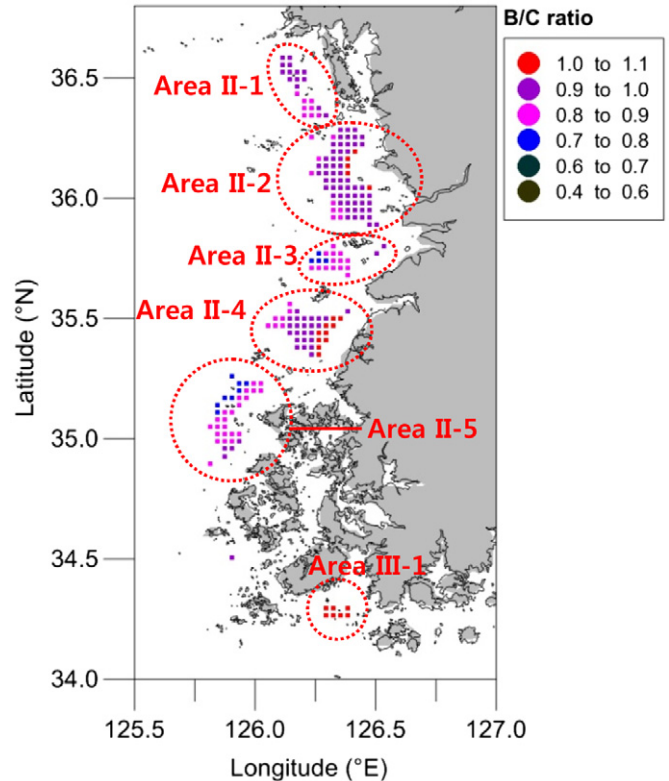 B/C ratio
1.0 to 1.1
0.9 to 1.0
0.8 to 0.9
0.7 to 0.8
0.6 to 0.7
0.4 to 0.6
Area II-1
Area II-2
Area II-3
Area II-4
Area II-5
Area III-1
Latitude (°N)
36.5
36.0
35.5
35.0
34.5
34.0
125.5
126.0
126.5
127.0
Longitude (°E)